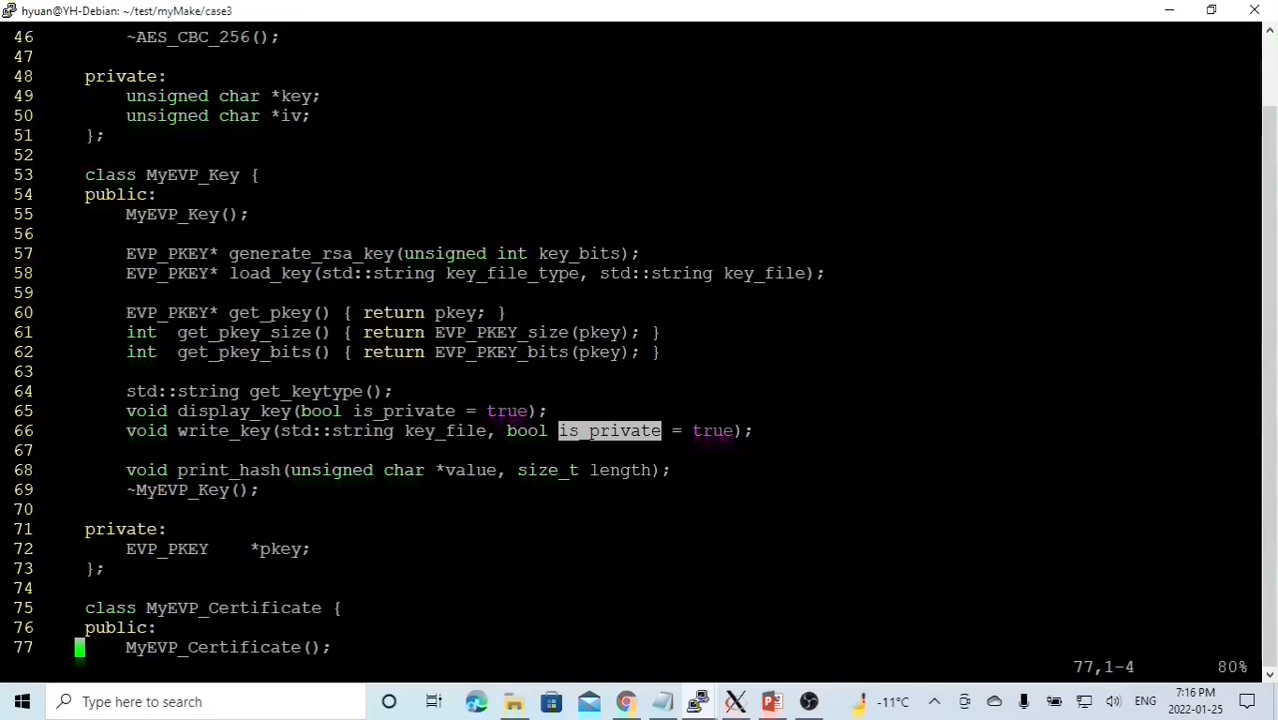 hyuan@YH-Debian: ~/test/myMake/case3
46 ~AES_CBC_256();
47
48 private:
49 unsigned char *key;
50 unsigned char *iv;
51 };
52
53 class MyEVP_Key {
54 public:
55 MyEVP_Key();
56
57 EVP_PKEY* generate_rsa_key(unsigned int key_bits);
58 EVP_PKEY* load_key(std::string key_file_type, std::string key_file);
59
60 EVP_PKEY* get_pkey() { return pkey; }
61 int get_pkey_size() { return EVP_PKEY_size(pkey); }
62 int get_pkey_bits() { return EVP_PKEY_bits(pkey); }
63
64 std::string get_keytype();
65 void display_key(bool is_private = true);
66 void write_key(std::string key_file, bool is_private = true);
67
68 void print_hash(unsigned char *value, size_t length);
69 ~MyEVP_Key();
70
71 private:
72 EVP_PKEY *pkey;
73 };
74
75 class MyEVP_Certificate {
76 public:
77 MyEVP_Certificate();
77,1-4 80%
Type here to search
-11°C
ENG
7:16 PM
2022-01-25